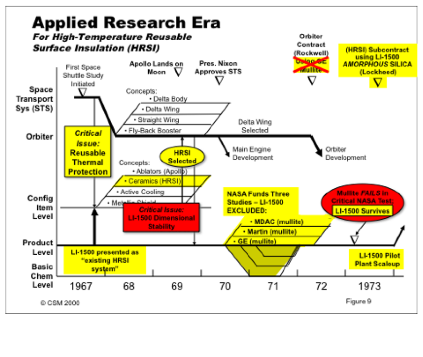 Applied Research Era
For High-Temperature Reusable
Surface Insulation (HRSI)
First Space
Shuttle Study
Initiated
Apollo Lands on
Moon
Pres. Nixon
Approves STS
Orbiter
Contract
(Rockwell)
Using GE
Mullite
(HRSI) Subcontract
using LI-1500
AMORPHOUS SILICA
(Lockheed)
Space
Transport
Sys (STS)
Concepts:
• Delta Body
• Delta Wing
• Straight Wing
• Fly-Back Booster
Delta Wing
Selected
Critical
Issue:
Reusable
Thermal
Protection
Orbiter
HRSI
Selected
Main Engine
Development
Orbiter
Development
Concepts:
• Ablators (Apollo)
• Ceramics (HRSI)
• Active Cooling
• Metallic Shield
Config
Item
Level
Critical Issue:
LI-1500 Dimensional
Stability
NASA Funds Three
Studies – LI-1500
EXCLUDED:
• MDAC (mullite)
• Martin (mullite)
• GE (mullite)
Mullite FAILS in
Critical NASA Test;
LI-1500 Survives
Product
Level
LI-1500 presented as
"existing HRSI
system"
LI-1500 Pilot
Plant Scaleup
Basic
Chem
Level
1967 68 69 70 71 72 1973
© CSM 2000
Figure 9